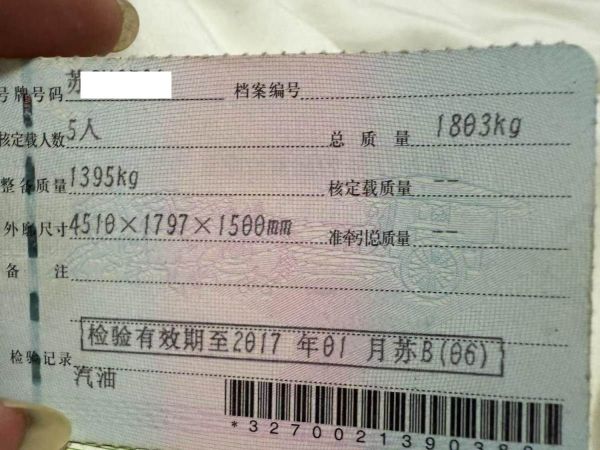 号牌号码 苏 档案编号
核定载人数 5人 总质量 1803kg
整备质量 1395kg 核定载质量 --
外廓尺寸 4510×1797×1500mm 准牵引总质量 --
备注
检验有效期至2017年01月苏B(06)
检验记录
汽油